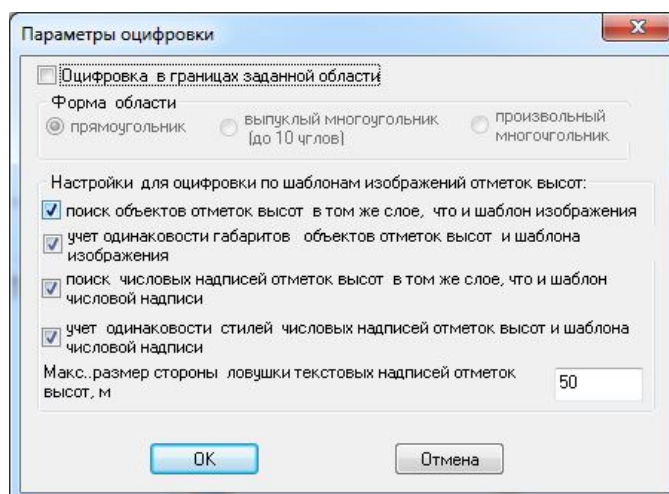 Параметры оцифровки
Оцифровка в границах заданной области
Форма области
прямоугольник
выпуклый многоугольник
(до 10 углов)
произвольный
многоугольник
Настройки для оцифровки по шаблонам изображений отметок высот:
поиск объектов отметок высот в том же слое, что и шаблон изображения
учет одинаковости габаритов объектов отметок высот и шаблона
изображения
поиск числовых надписей отметок высот в том же слое, что и шаблон
числовой надписи
учет одинаковости стилей числовых надписей отметок высот и шаблона
числовой надписи
Макс..размер стороны ловушки текстовых надписей отметок
высот, м
50
OK
Отмена